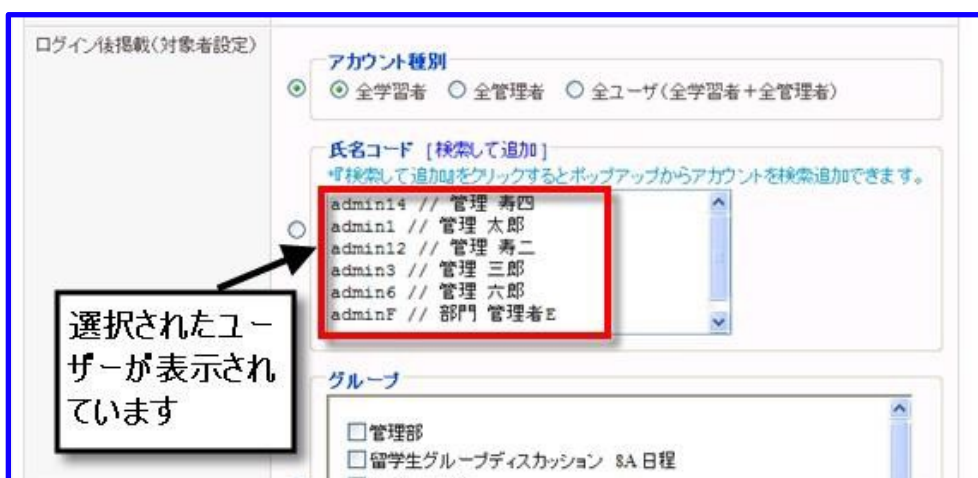 ログイン後掲載(対象者設定)
アカウント種別
全学習者 全管理者 全ユーザ(全学習者+全管理者)
氏名コード [検索して追加]
*『検索して追加』をクリックするとポップアップからアカウントを検索追加できます。
admin14 // 管理 寿四
admin1 // 管理 太郎
admin12 // 管理 寿二
admin3 // 管理 三郎
admin6 // 管理 六郎
adminF // 部門 管理者E
選択されたユー
ザーが表示され
ています
グループ
管理部
留学生グループディスカッション 8A日程